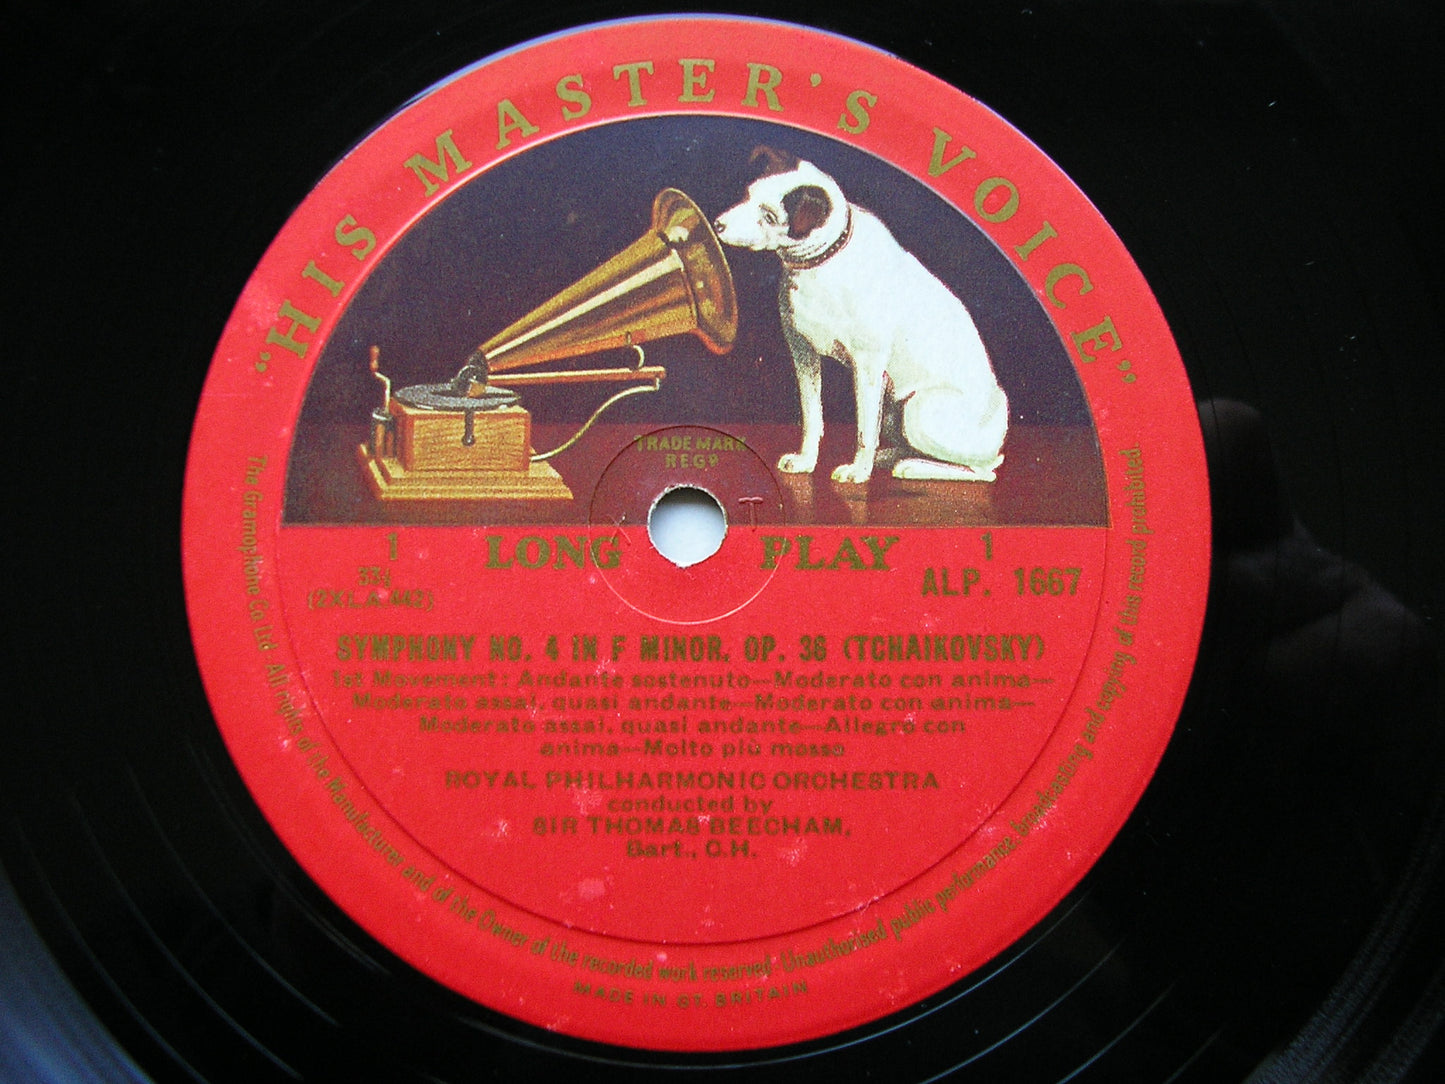 "HIS MASTER'S VOICE"
TRADE MARK
REGD
T
1 LONG PLAY 1
33⅓
(2XLA.442)
ALP. 1667
SYMPHONY NO. 4 IN F MINOR, OP. 36 (TCHAIKOVSKY)
1st Movement: Andante sostenuto—Moderato con anima—
Moderato assai, quasi andante—Moderato con anima—
Moderato assai, quasi andante—Allegro con
anima—Molto più mosso
ROYAL PHILHARMONIC ORCHESTRA
conducted by
SIR THOMAS BEECHAM,
Bart., C.H.
The Gramophone Co. Ltd. All rights of the Manufacturer and of the Owner of the recorded work reserved. Unauthorised public performance, broadcasting and copying of this record prohibited.
MADE IN GT. BRITAIN